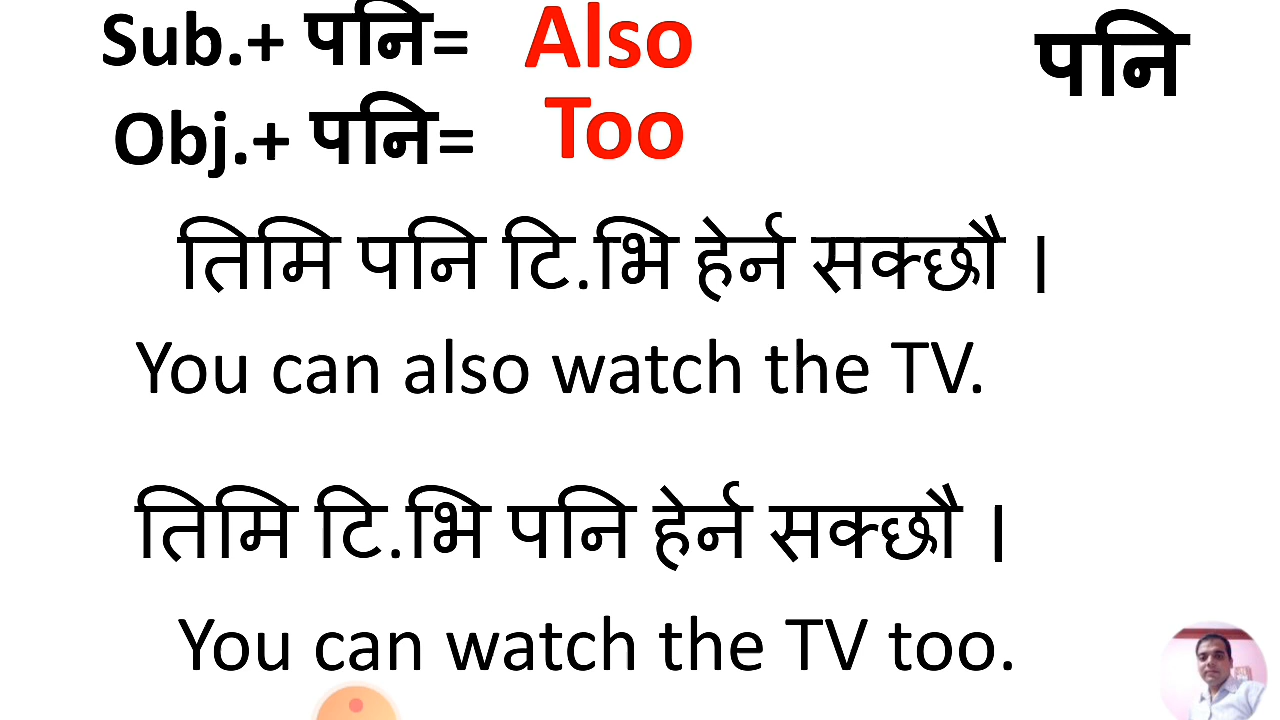 Sub.+ पनि= Also
पनि
Obj.+ पनि= Too
तिमि पनि टि.भि हेर्न सक्छौ ।
You can also watch the TV.
तिमि टि.भि पनि हेर्न सक्छौ ।
You can watch the TV too.